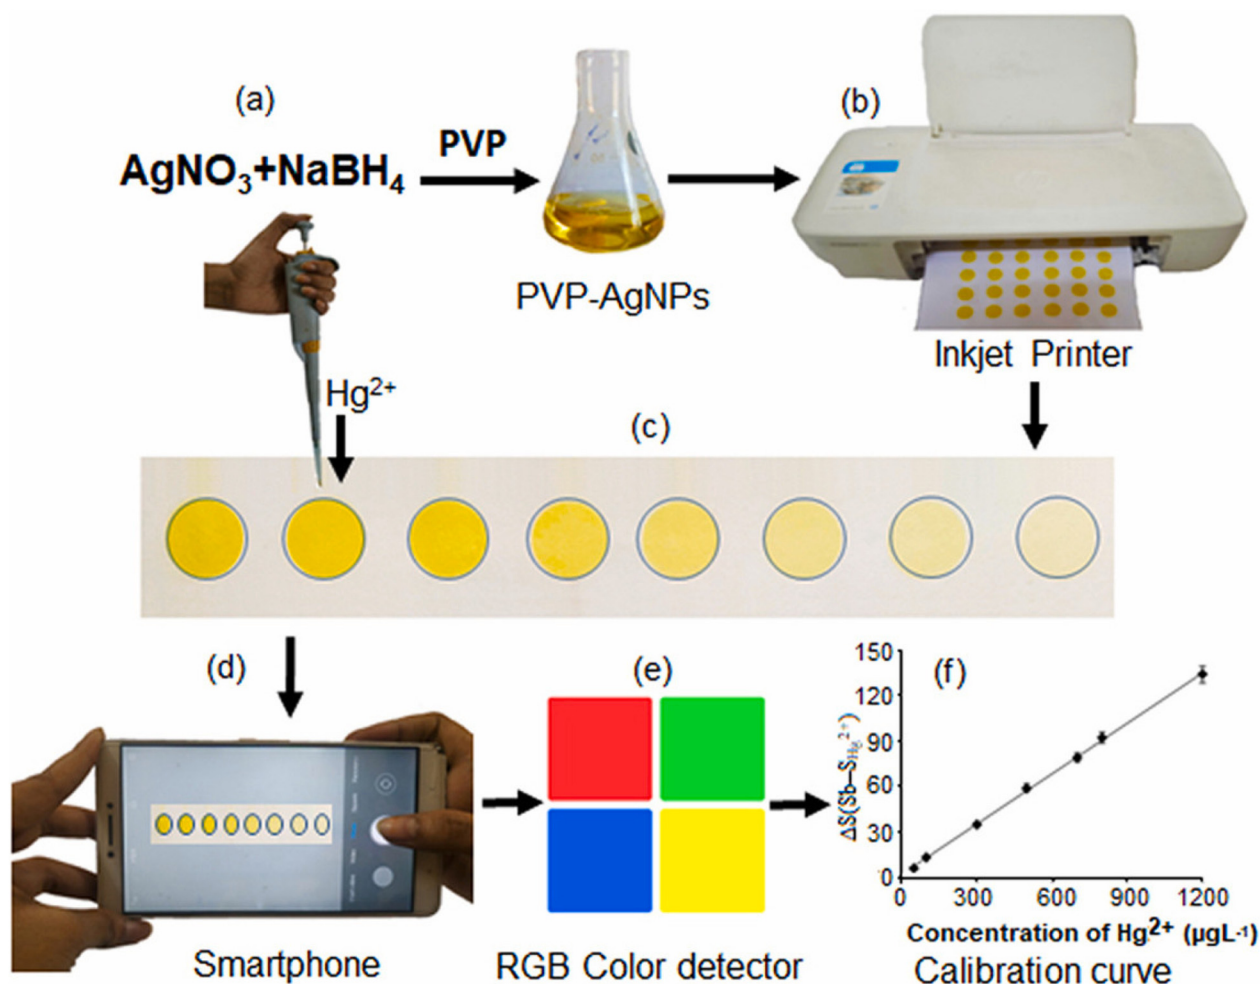 (a)
AgNO₃+NaBH₄
PVP
PVP-AgNPs
(b)
Inkjet Printer
Hg²⁺
(c)
(d)
Smartphone
(e)
RGB Color detector
(f)
ΔS(Sb–S_Hg²⁺)
150
120
90
60
30
0
0 300 600 900 1200
Concentration of Hg²⁺ (µgL⁻¹)
Calibration curve